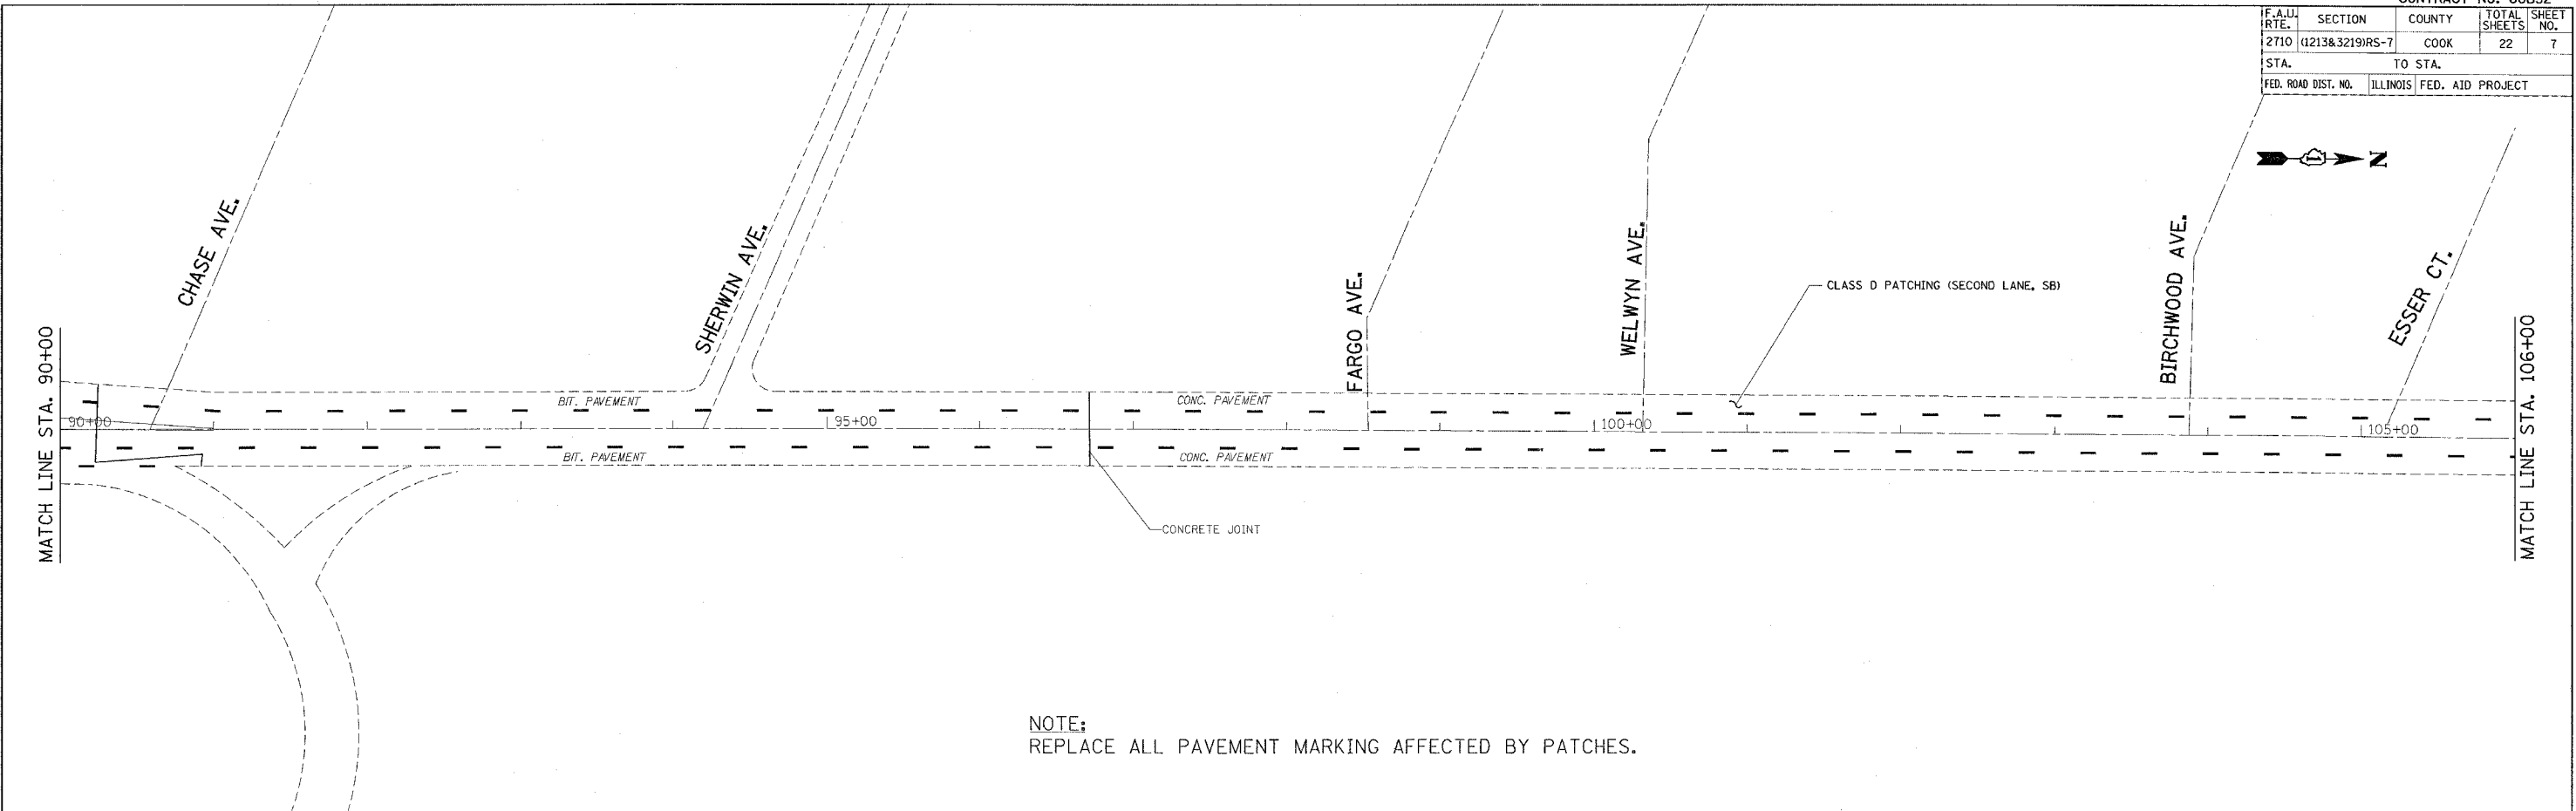 F.A.U. RTE. SECTION COUNTY TOTAL SHEETS SHEET NO.
2710 (1213&3219)RS-7 COOK 22 7
STA. TO STA.
FED. ROAD DIST. NO. ILLINOIS FED. AID PROJECT
N
CHASE AVE.
SHERWIN AVE.
FARGO AVE.
WELWYN AVE.
BIRCHWOOD AVE.
ESSER CT.
CLASS D PATCHING (SECOND LANE, SB)
MATCH LINE STA. 90+00
MATCH LINE STA. 106+00
BIT. PAVEMENT
CONC. PAVEMENT
90+00
95+00
100+00
105+00
BIT. PAVEMENT
CONC. PAVEMENT
CONCRETE JOINT
NOTE:
REPLACE ALL PAVEMENT MARKING AFFECTED BY PATCHES.